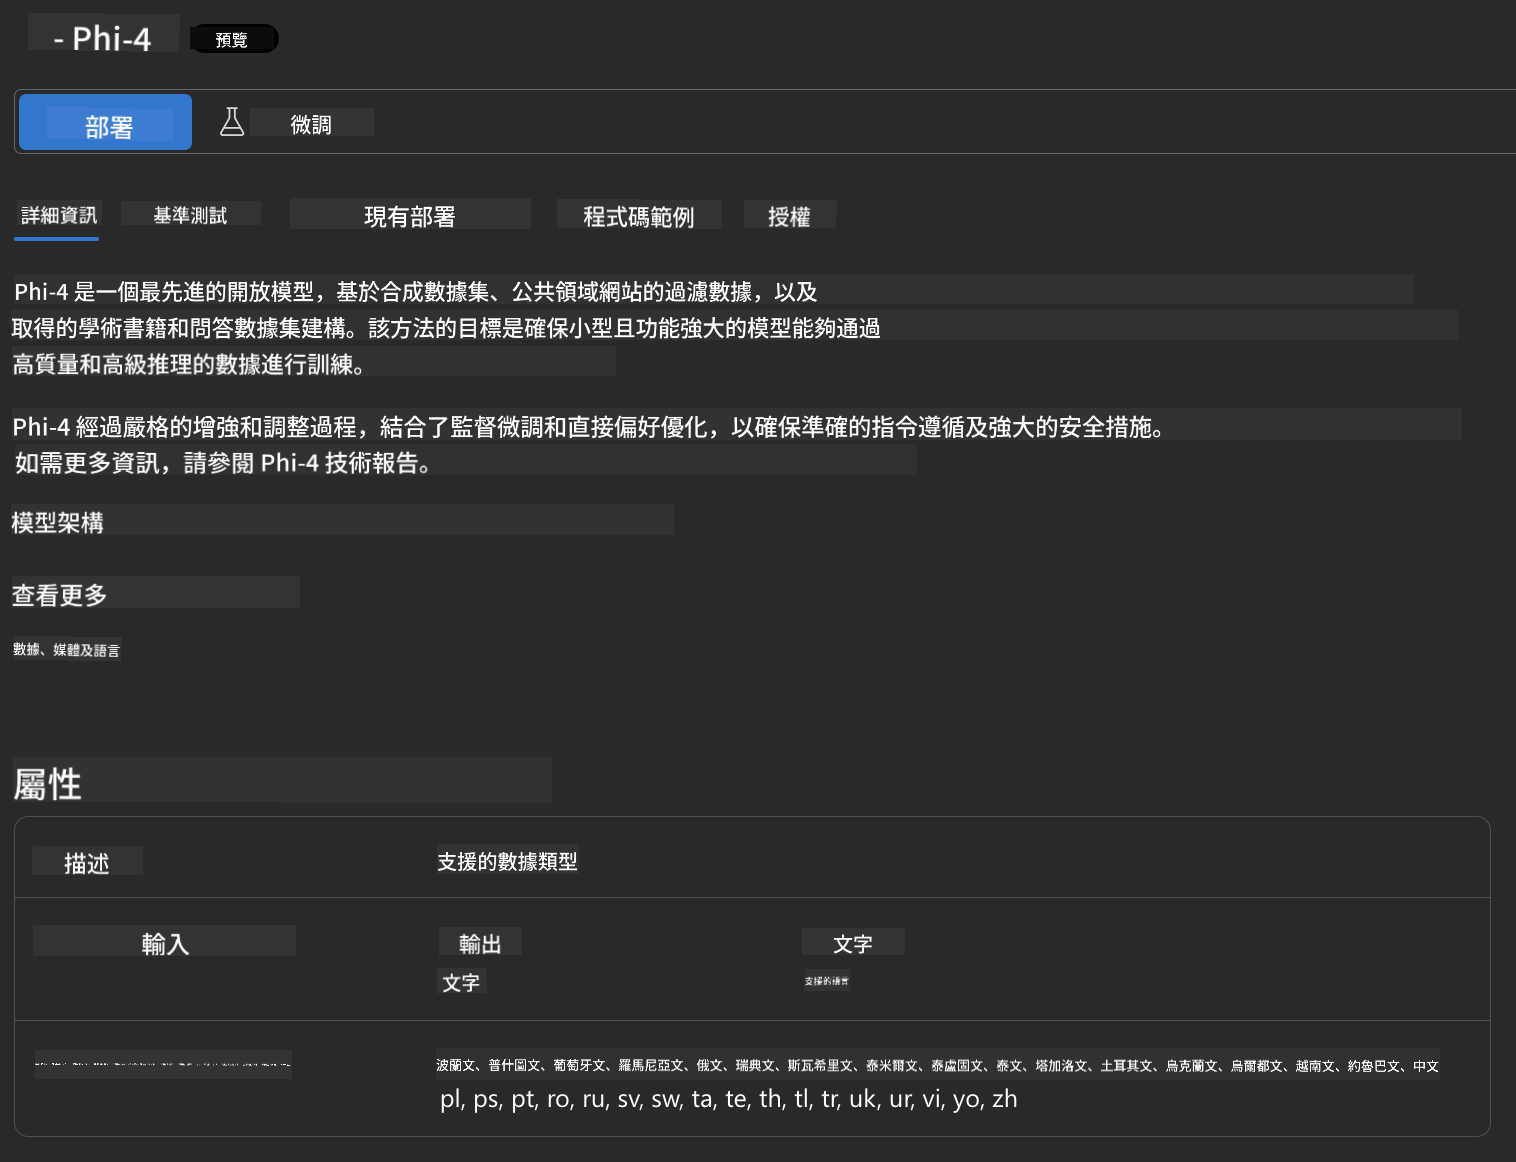 - Phi-4 預覽
部署 微調
詳細資訊 基準測試 現有部署 程式碼範例 授權
Phi-4 是一個最先進的開放模型，基於合成數據集、公共領域網站的過濾數據，以及
取得的學術書籍和問答數據集建構。該方法的目標是確保小型且功能強大的模型能夠通過
高質量和高級推理的數據進行訓練。
Phi-4 經過嚴格的增強和調整過程，結合了監督微調和直接偏好優化，以確保準確的指令遵循及強大的安全措施。
如需更多資訊，請參閱 Phi-4 技術報告。
模型架構
查看更多
數據、媒體及語言
屬性
描述 支援的數據類型
輸入 輸出 文字
文字 支援的語言
波蘭文、普什圖文、葡萄牙文、羅馬尼亞文、俄文、瑞典文、斯瓦希里文、泰米爾文、泰盧固文、泰文、塔加洛文、土耳其文、烏克蘭文、烏爾都文、越南文、約魯巴文、中文
pl, ps, pt, ro, ru, sv, sw, ta, te, th, tl, tr, uk, ur, vi, yo, zh